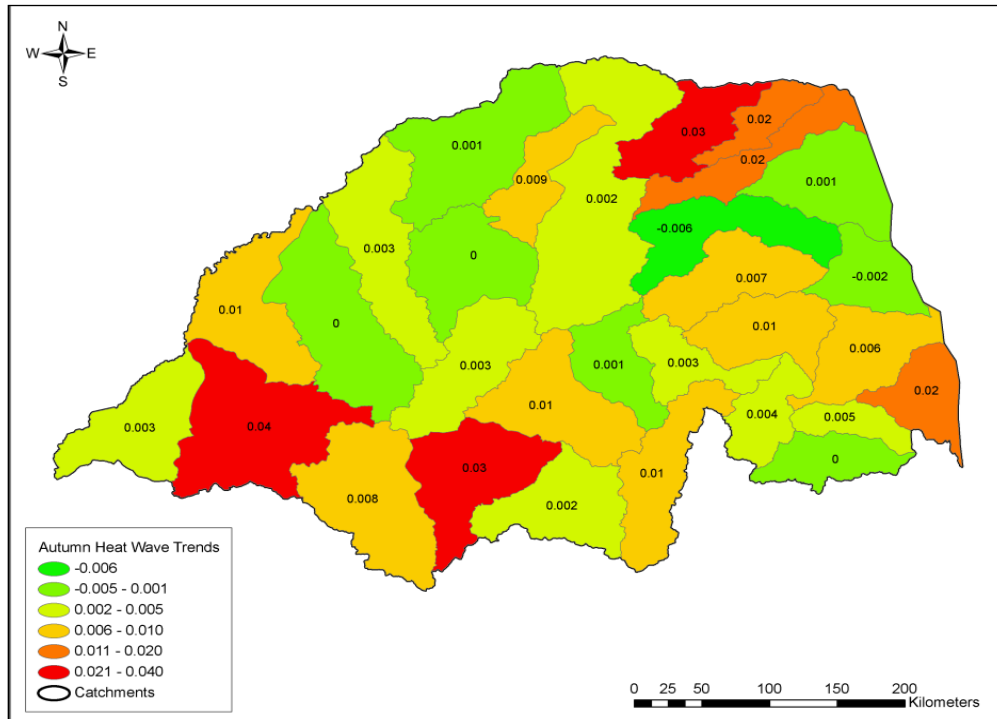 N
W E
S
0.001
0.03
0.02
0.02
0.009
0.001
0.002
-0.006
0.003
0
-0.002
0.007
0.01
0
0.01
0.006
0.003
0.001
0.003
0.02
0.01
0.004
0.005
0.003
0.04
0
0.03
0.01
0.008
0.002
Autumn Heat Wave Trends
-0.006
-0.005 - 0.001
0.002 - 0.005
0.006 - 0.010
0.011 - 0.020
0.021 - 0.040
Catchments
0 25 50 100 150 200
Kilometers